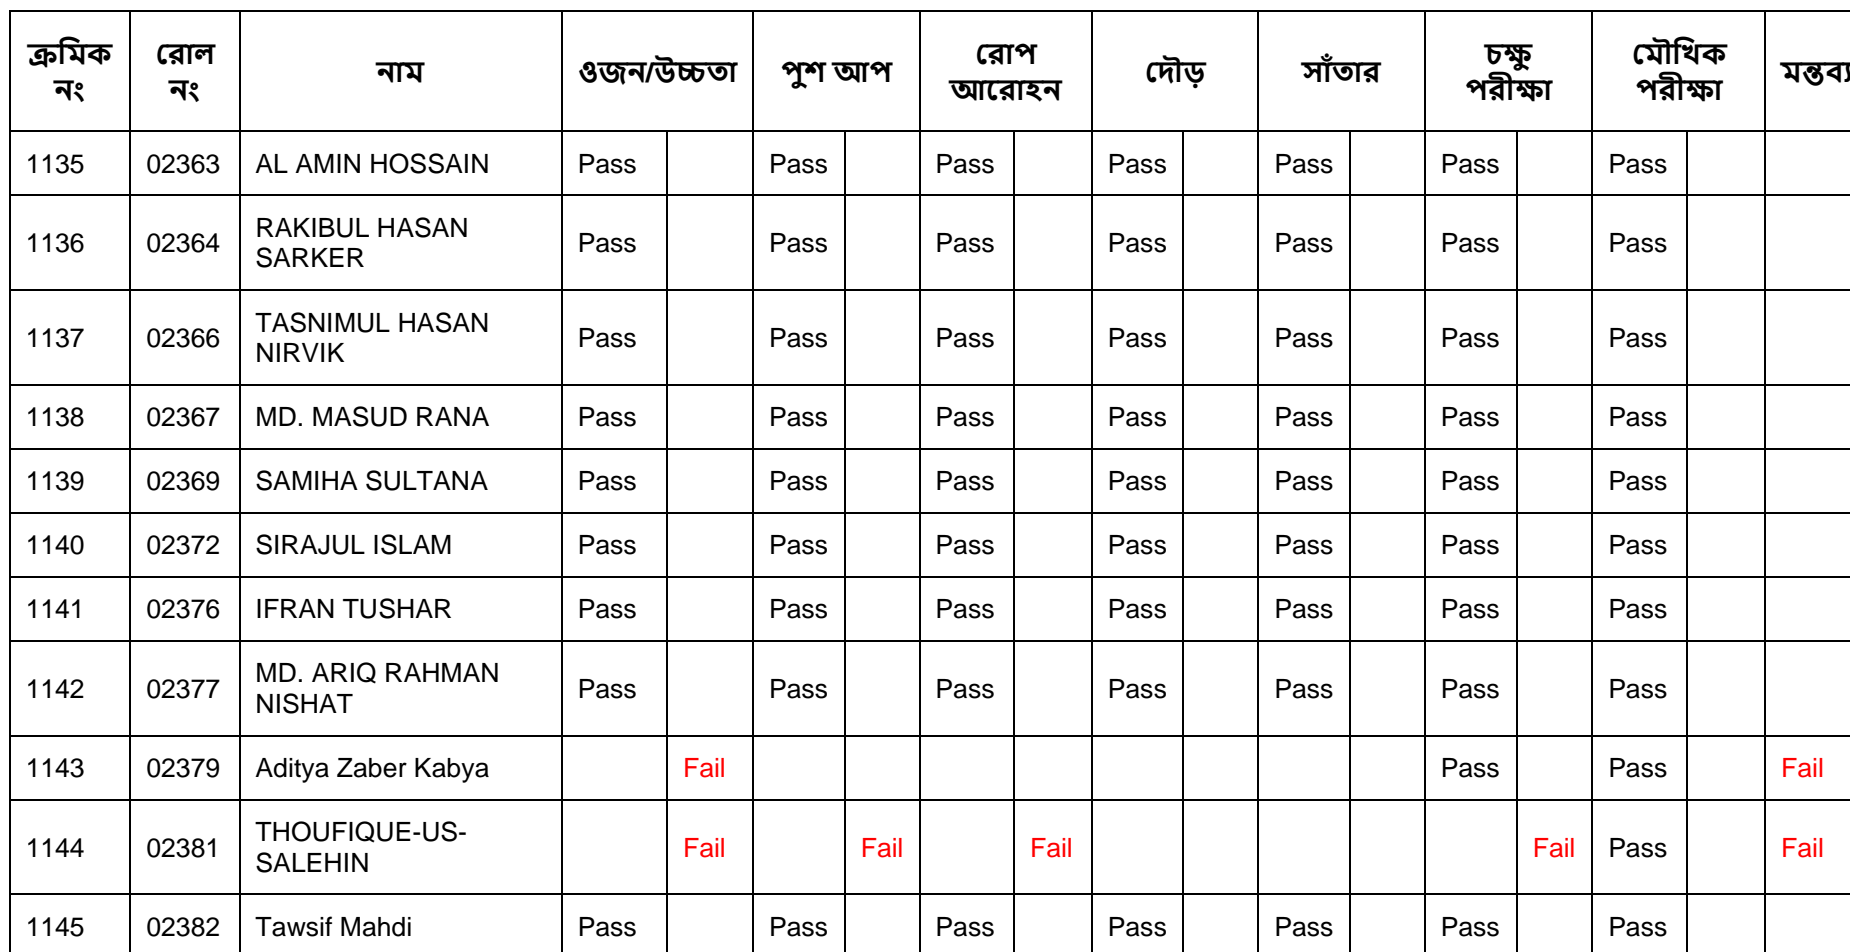 ক্রমিক নং রোল নং নাম ওজন/উচ্চতা পুশ আপ রোপ আরোহন দৌড় সাঁতার চক্ষু পরীক্ষা মৌখিক পরীক্ষা মন্তব্য
1135 02363 AL AMIN HOSSAIN Pass Pass Pass Pass Pass Pass Pass
1136 02364 RAKIBUL HASAN SARKER Pass Pass Pass Pass Pass Pass Pass
1137 02366 TASNIMUL HASAN NIRVIK Pass Pass Pass Pass Pass Pass Pass
1138 02367 MD. MASUD RANA Pass Pass Pass Pass Pass Pass Pass
1139 02369 SAMIHA SULTANA Pass Pass Pass Pass Pass Pass Pass
1140 02372 SIRAJUL ISLAM Pass Pass Pass Pass Pass Pass Pass
1141 02376 IFRAN TUSHAR Pass Pass Pass Pass Pass Pass Pass
1142 02377 MD. ARIQ RAHMAN NISHAT Pass Pass Pass Pass Pass Pass Pass
1143 02379 Aditya Zaber Kabya Fail Pass Pass Fail
1144 02381 THOUFIQUE-US-SALEHIN Fail Fail Fail Fail Pass Fail
1145 02382 Tawsif Mahdi Pass Pass Pass Pass Pass Pass Pass